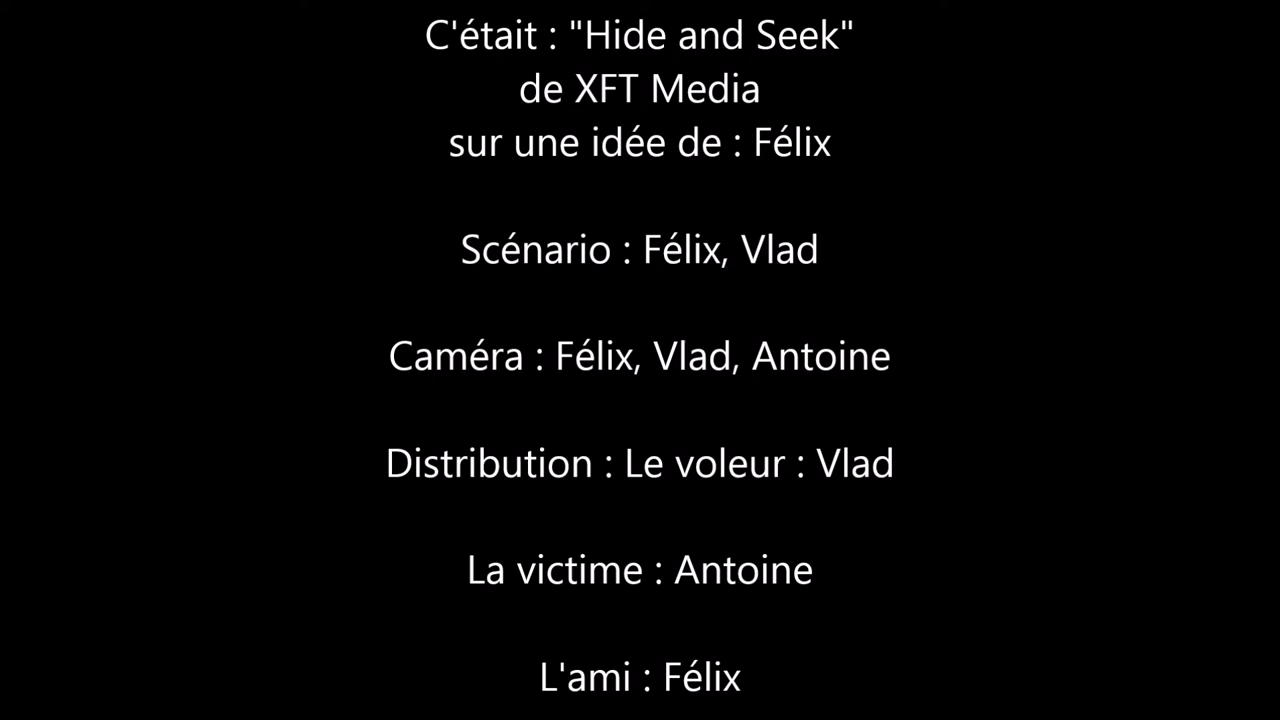 C'était : "Hide and Seek"
de XFT Media
sur une idée de : Félix
Scénario : Félix, Vlad
Caméra : Félix, Vlad, Antoine
Distribution : Le voleur : Vlad
La victime : Antoine
L'ami : Félix